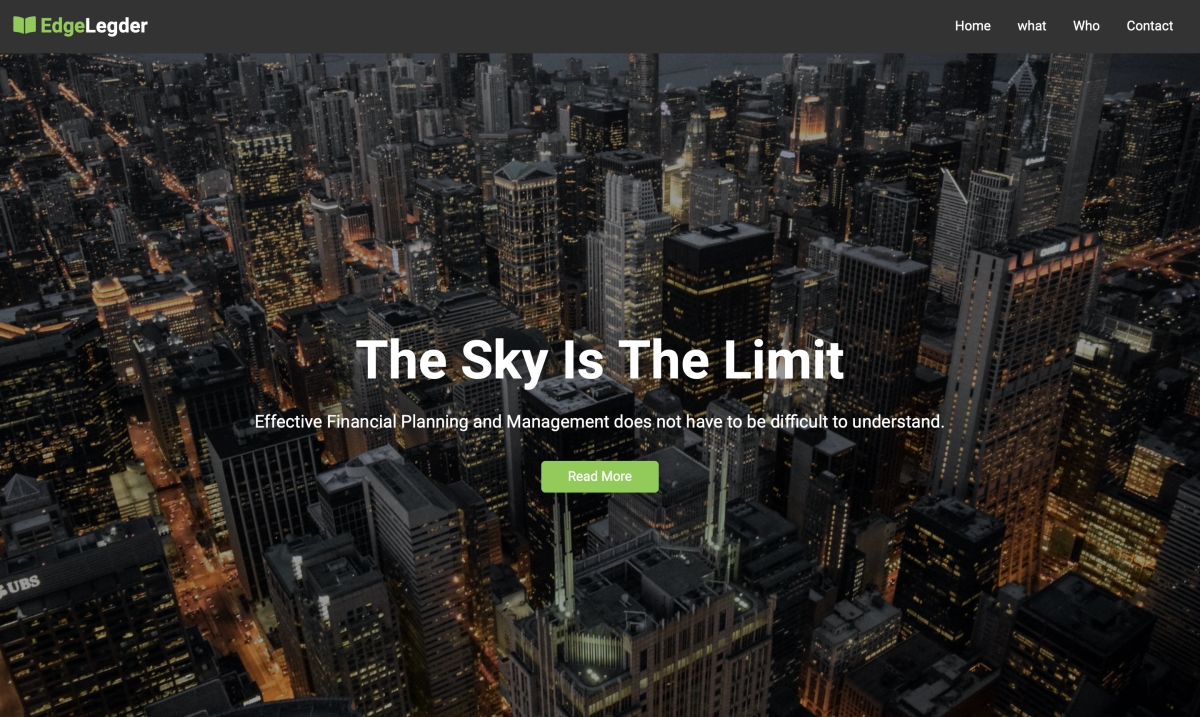 EdgeLegder
Home what Who Contact
The Sky Is The Limit
Effective Financial Planning and Management does not have to be difficult to understand.
Read More
UBS